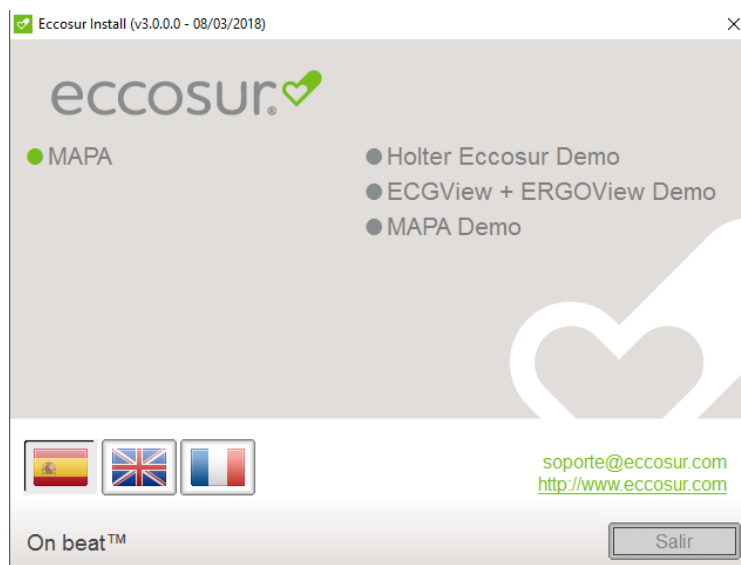 Eccosur Install (v3.0.0.0 - 08/03/2018)
eccosur®
MAPA
Holter Eccosur Demo
ECGView + ERGOView Demo
MAPA Demo
soporte@eccosur.com
http://www.eccosur.com
On beat™
Salir